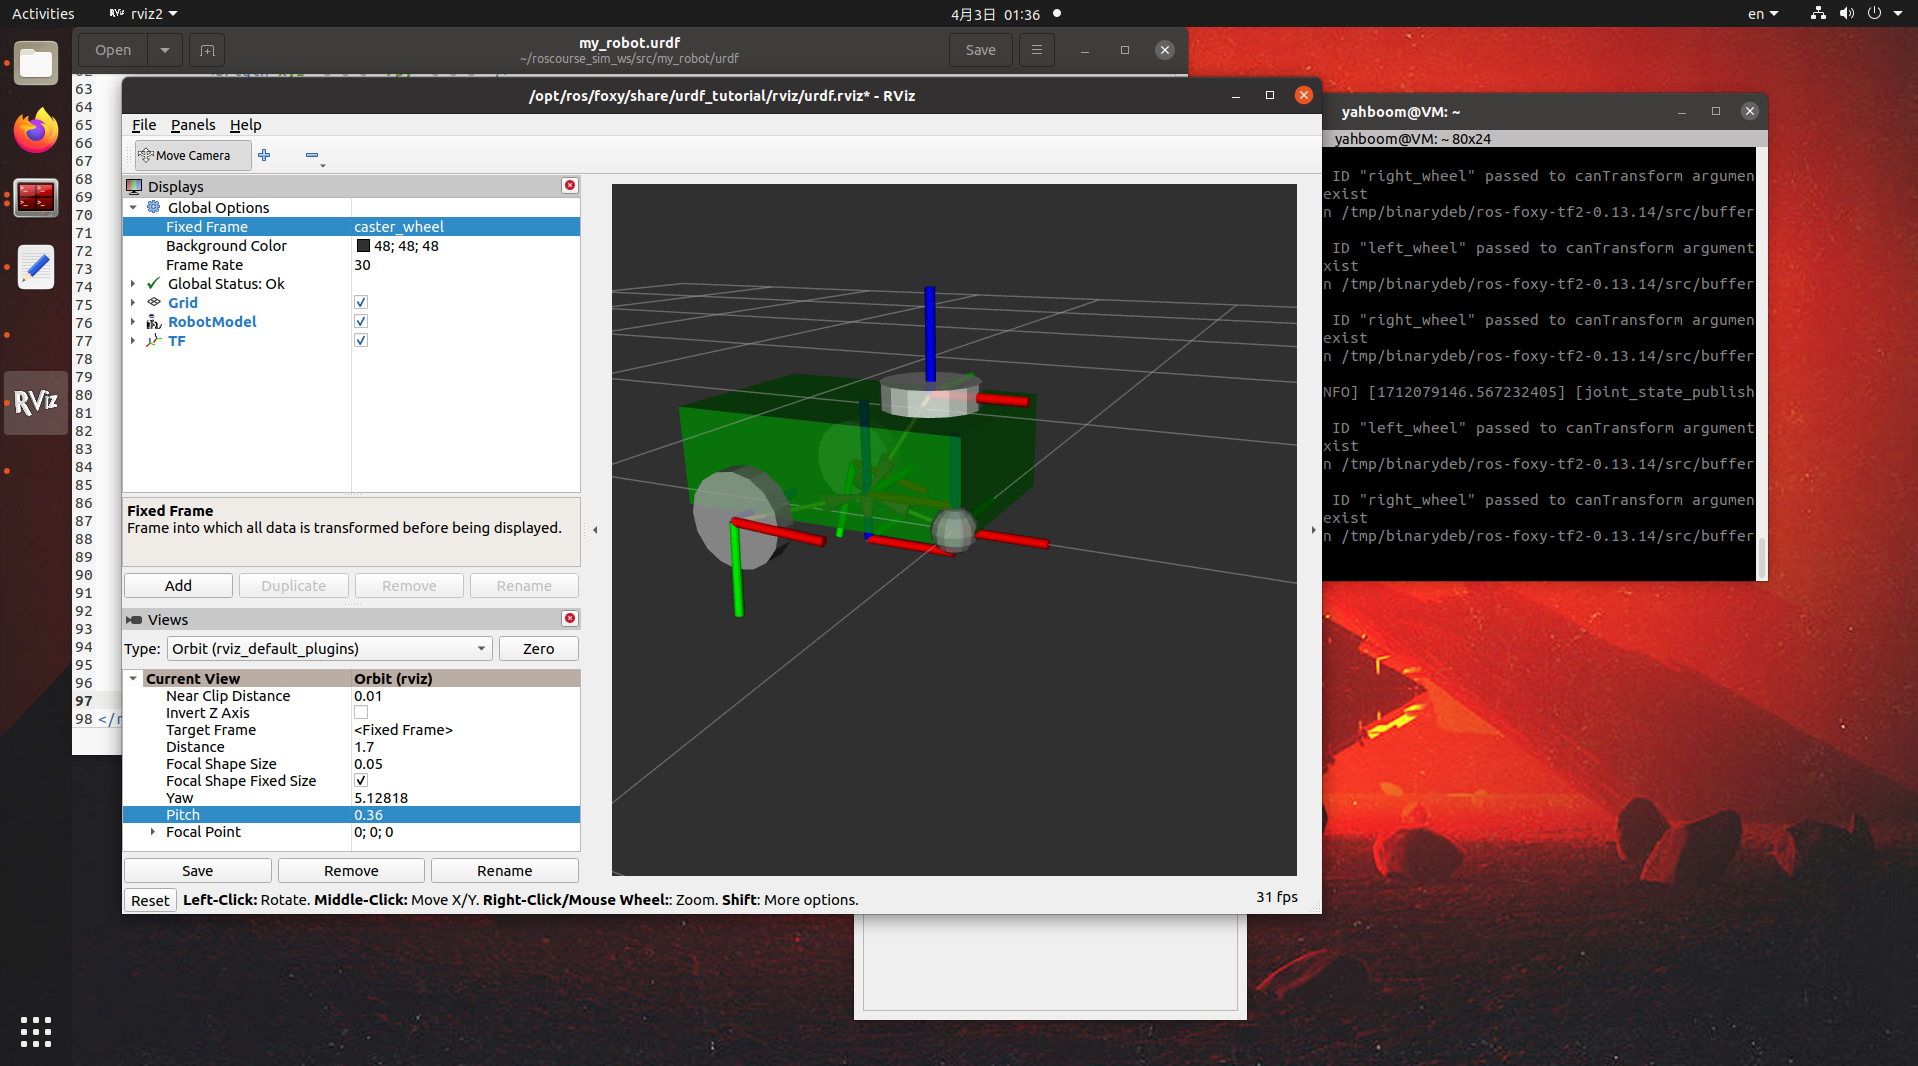 Activities
RViz
rviz2
4月3日 01:36
en
Open
my_robot.urdf
~/roscourse_sim_ws/src/my_robot/urdf
Save
63
64
65
66
67
68
69
70
71
72
73
74
75
76
77
78
79
80
81
82
83
84
85
86
87
88
89
90
91
92
93
94
95
96
97
98 </r
RViz
/opt/ros/foxy/share/urdf_tutorial/rviz/urdf.rviz* - RViz
File Panels Help
Move Camera
Displays
Global Options
Fixed Frame caster_wheel
Background Color 48; 48; 48
Frame Rate 30
Global Status: Ok
Grid
RobotModel
TF
Fixed Frame
Frame into which all data is transformed before being displayed.
Add Duplicate Remove Rename
Views
Type: Orbit (rviz_default_plugins) Zero
Current View Orbit (rviz)
Near Clip Distance 0.01
Invert Z Axis
Target Frame <Fixed Frame>
Distance 1.7
Focal Shape Size 0.05
Focal Shape Fixed Size
Yaw 5.12818
Pitch 0.36
Focal Point 0; 0; 0
Save Remove Rename
Reset Left-Click: Rotate. Middle-Click: Move X/Y. Right-Click/Mouse Wheel:: Zoom. Shift: More options.
31 fps
yahboom@VM: ~
yahboom@VM: ~ 80x24
ID "right_wheel" passed to canTransform argumen
exist
n /tmp/binarydeb/ros-foxy-tf2-0.13.14/src/buffer
ID "left_wheel" passed to canTransform argument
xist
n /tmp/binarydeb/ros-foxy-tf2-0.13.14/src/buffer
ID "right_wheel" passed to canTransform argumen
exist
n /tmp/binarydeb/ros-foxy-tf2-0.13.14/src/buffer
NFO] [1712079146.567232405] [joint_state_publish
ID "left_wheel" passed to canTransform argument
xist
n /tmp/binarydeb/ros-foxy-tf2-0.13.14/src/buffer
ID "right_wheel" passed to canTransform argumen
exist
n /tmp/binarydeb/ros-foxy-tf2-0.13.14/src/buffer